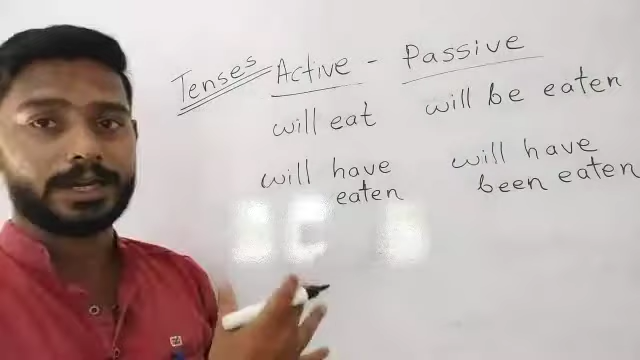 Tenses Active - Passive
will eat will be eaten
will have will have
eaten been eaten